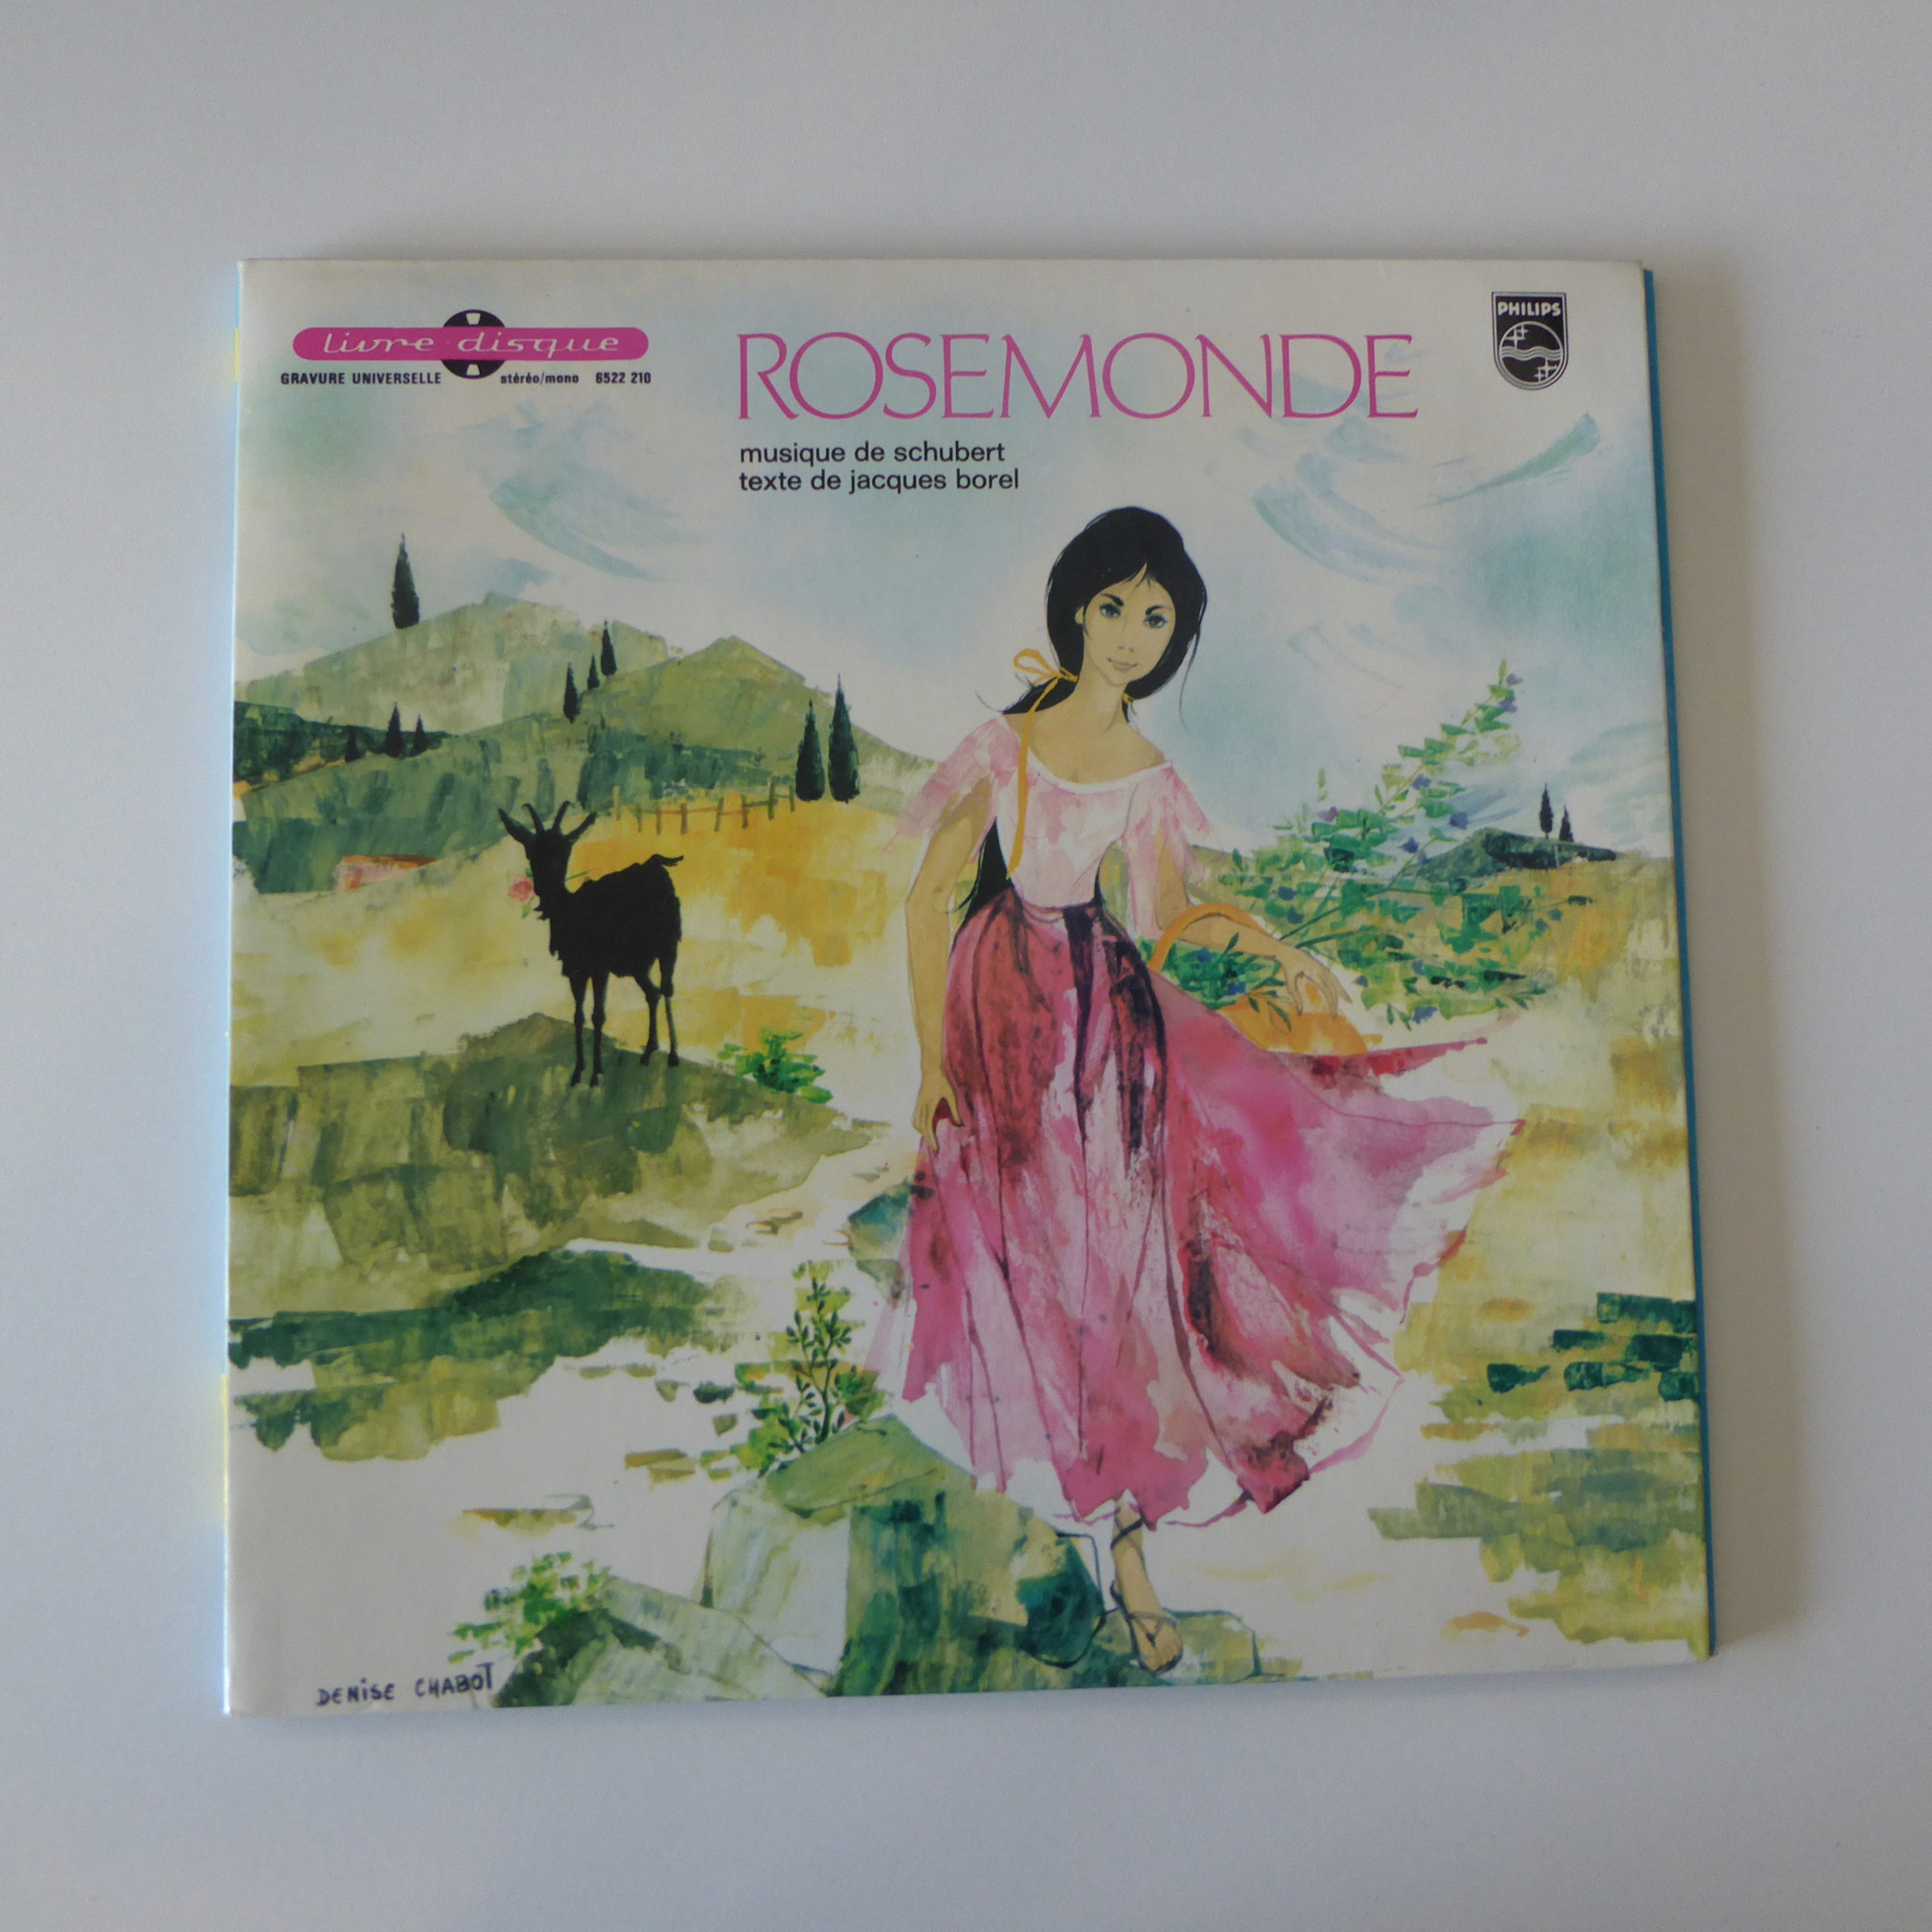 livre-disque
GRAVURE UNIVERSELLE stéréo/mono 6522 210
ROSEMONDE
PHILIPS
musique de schubert
texte de jacques borel
DENiSE CHABOT